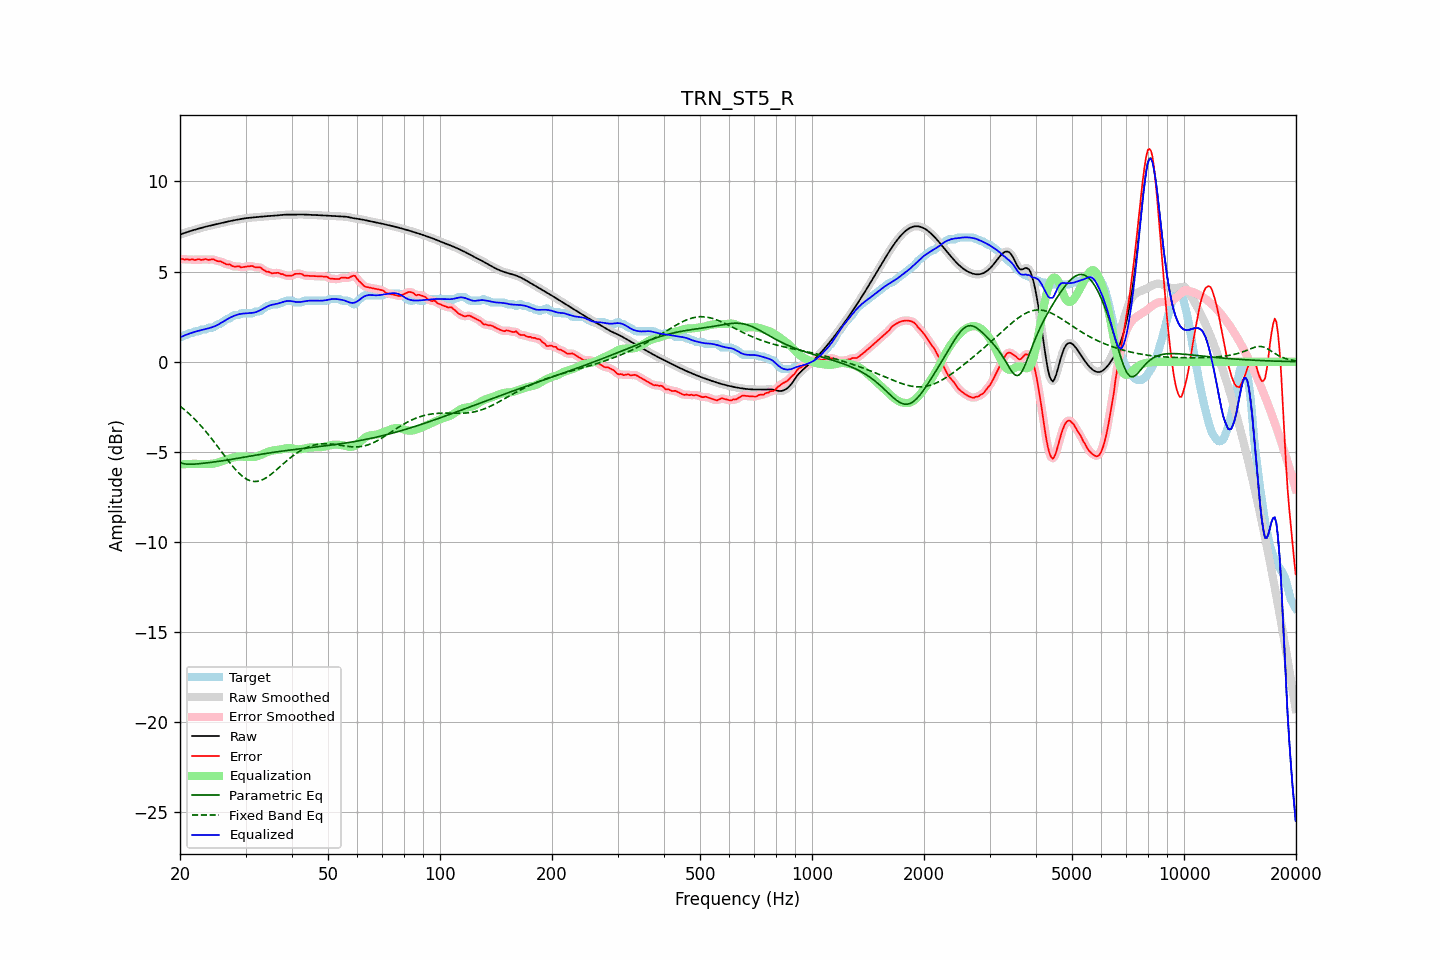 TRN_ST5_R
10
5
0
−5
−10
−15
−20
−25
Amplitude (dBr)
Target
Raw Smoothed
Error Smoothed
Raw
Error
Equalization
Parametric Eq
Fixed Band Eq
Equalized
20 50 100 200 500 1000 2000 5000 10000 20000
Frequency (Hz)